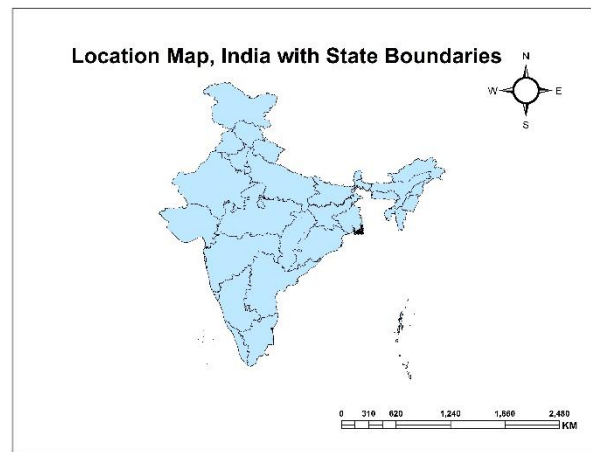 Location Map, India with State Boundaries
N
W E
S
0 310 620 1,240 1,860 2,480
KM